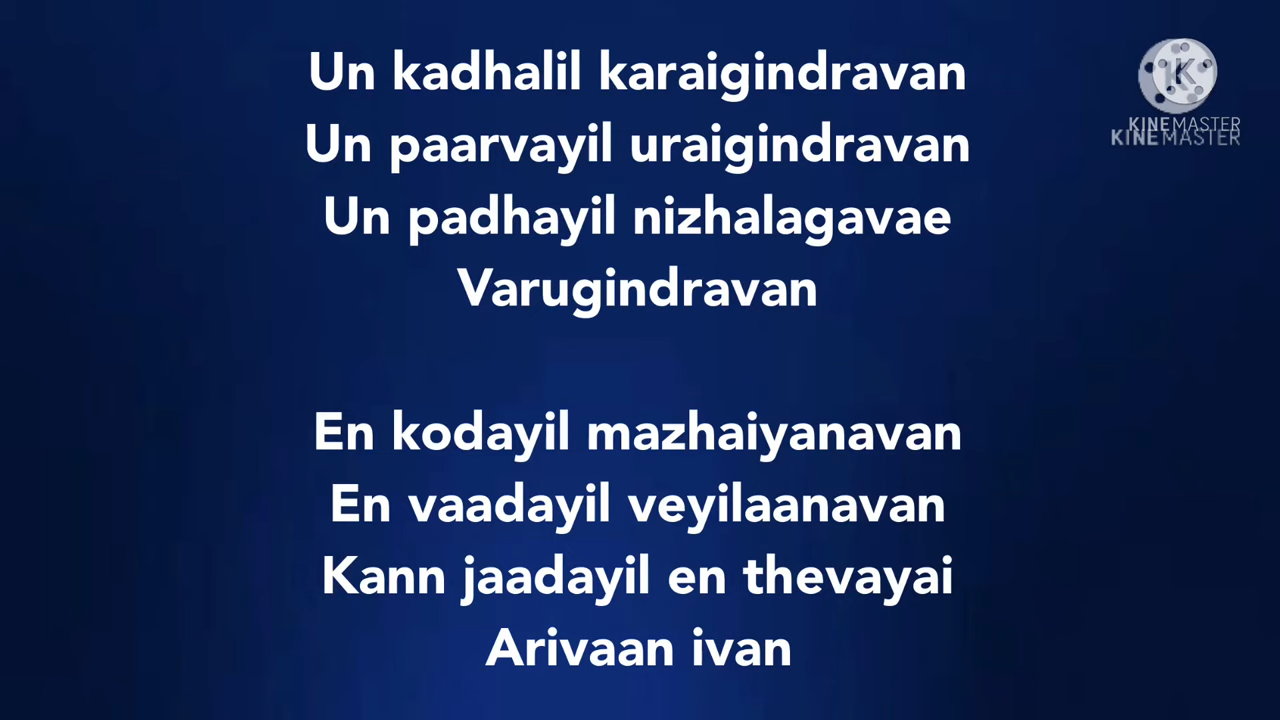 Un kadhalil karaigindravan
Un paarvayil uraigindravan
Un padhayil nizhalagavae
Varugindravan
En kodayil mazhaiyanavan
En vaadayil veyilaanavan
Kann jaadayil en thevayai
Arivaan ivan
K
KINEMASTER
KINEMASTER